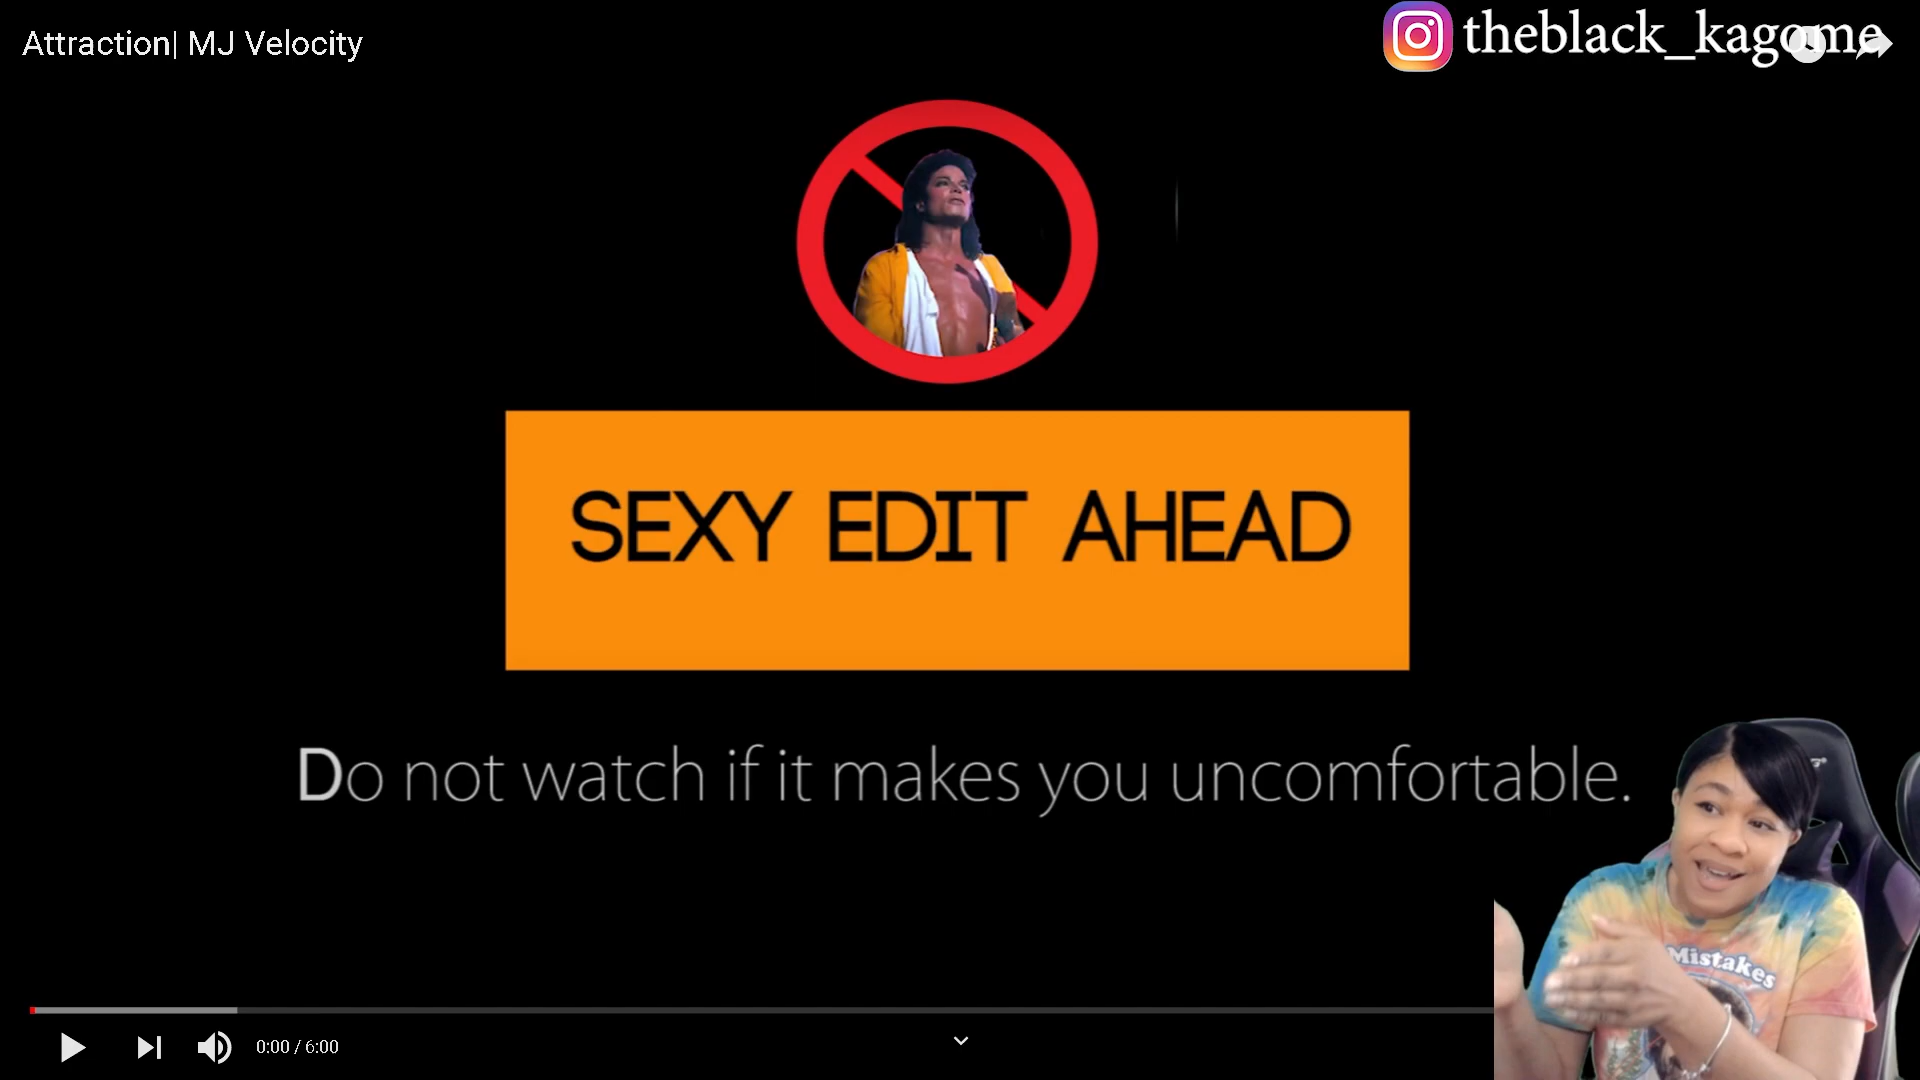 Attraction| MJ Velocity
theblack_kagome
SEXY EDIT AHEAD
Do not watch if it makes you uncomfortable.
Mistakes
0:00 / 6:00